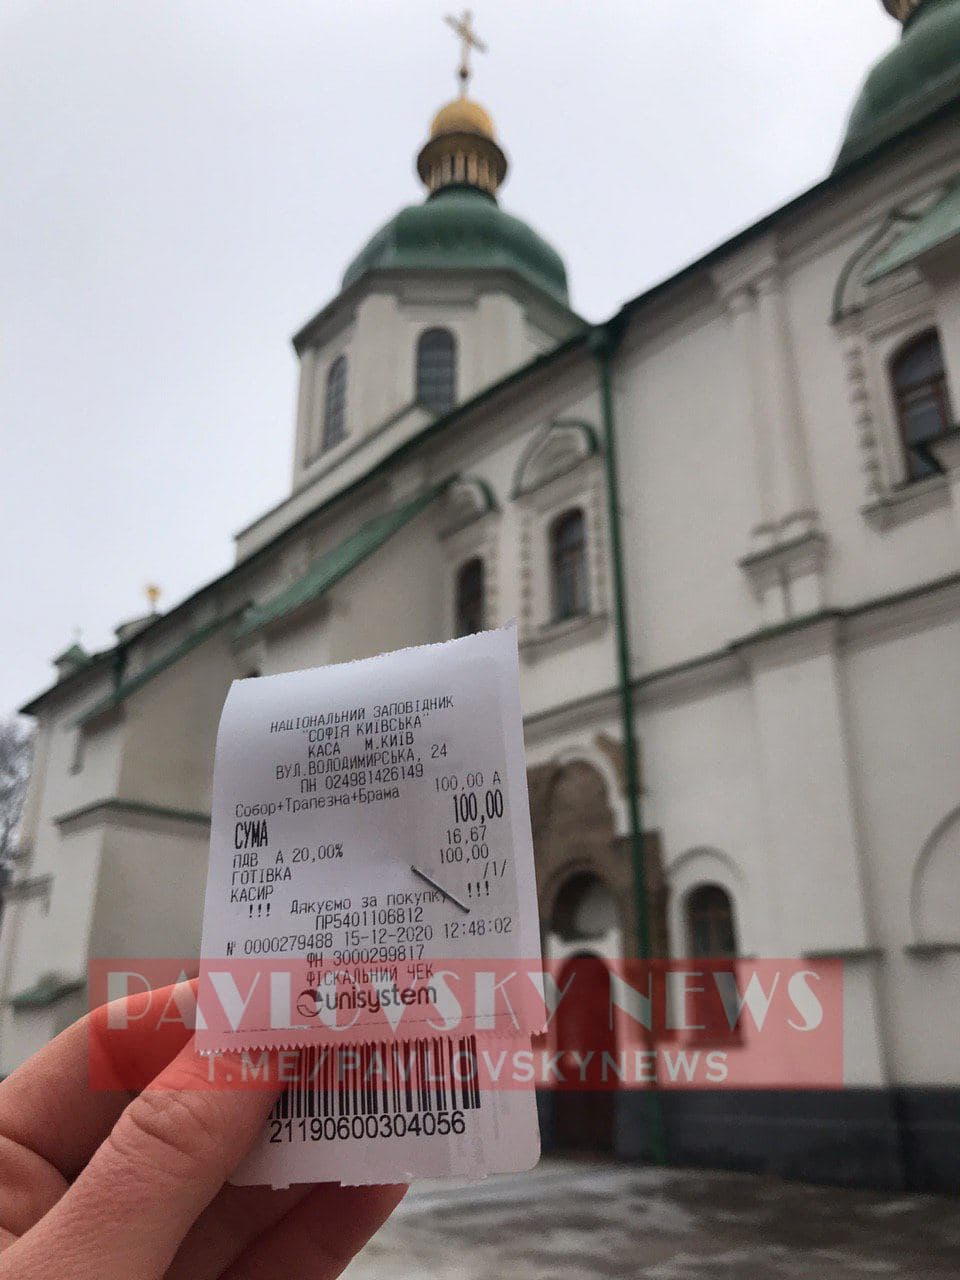 НАЦІОНАЛЬНИЙ ЗАПОВІДНИК
"СОФІЯ КИЇВСЬКА"
КАСА М.КИЇВ
ВУЛ.ВОЛОДИМИРСЬКА, 24
ПН 024981426149
Собор+Трапезна+Брама 100,00 А
СУМА 100,00
ПДВ А 20,00% 16,67
ГОТІВКА 100,00
КАСИР /1/
!!! Дякуємо за покупку !!!
ПР5401106812
№ 0000279488 15-12-2020 12:48:02
ФН 3000299817
ФІСКАЛЬНИЙ ЧЕК
unisystem
PAVLOVSKY NEWS
T.ME/PAVLOVSKYNEWS
21190600304056